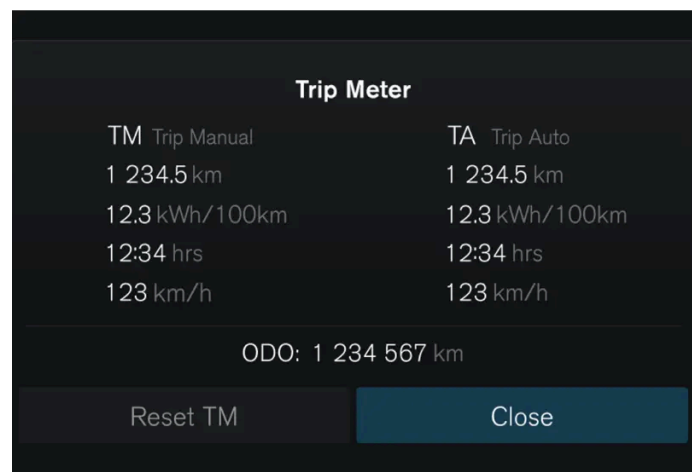 Trip Meter
TM Trip Manual
1 234.5 km
12.3 kWh/100km
12:34 hrs
123 km/h
TA Trip Auto
1 234.5 km
12.3 kWh/100km
12:34 hrs
123 km/h
ODO: 1 234 567 km
Reset TM
Close